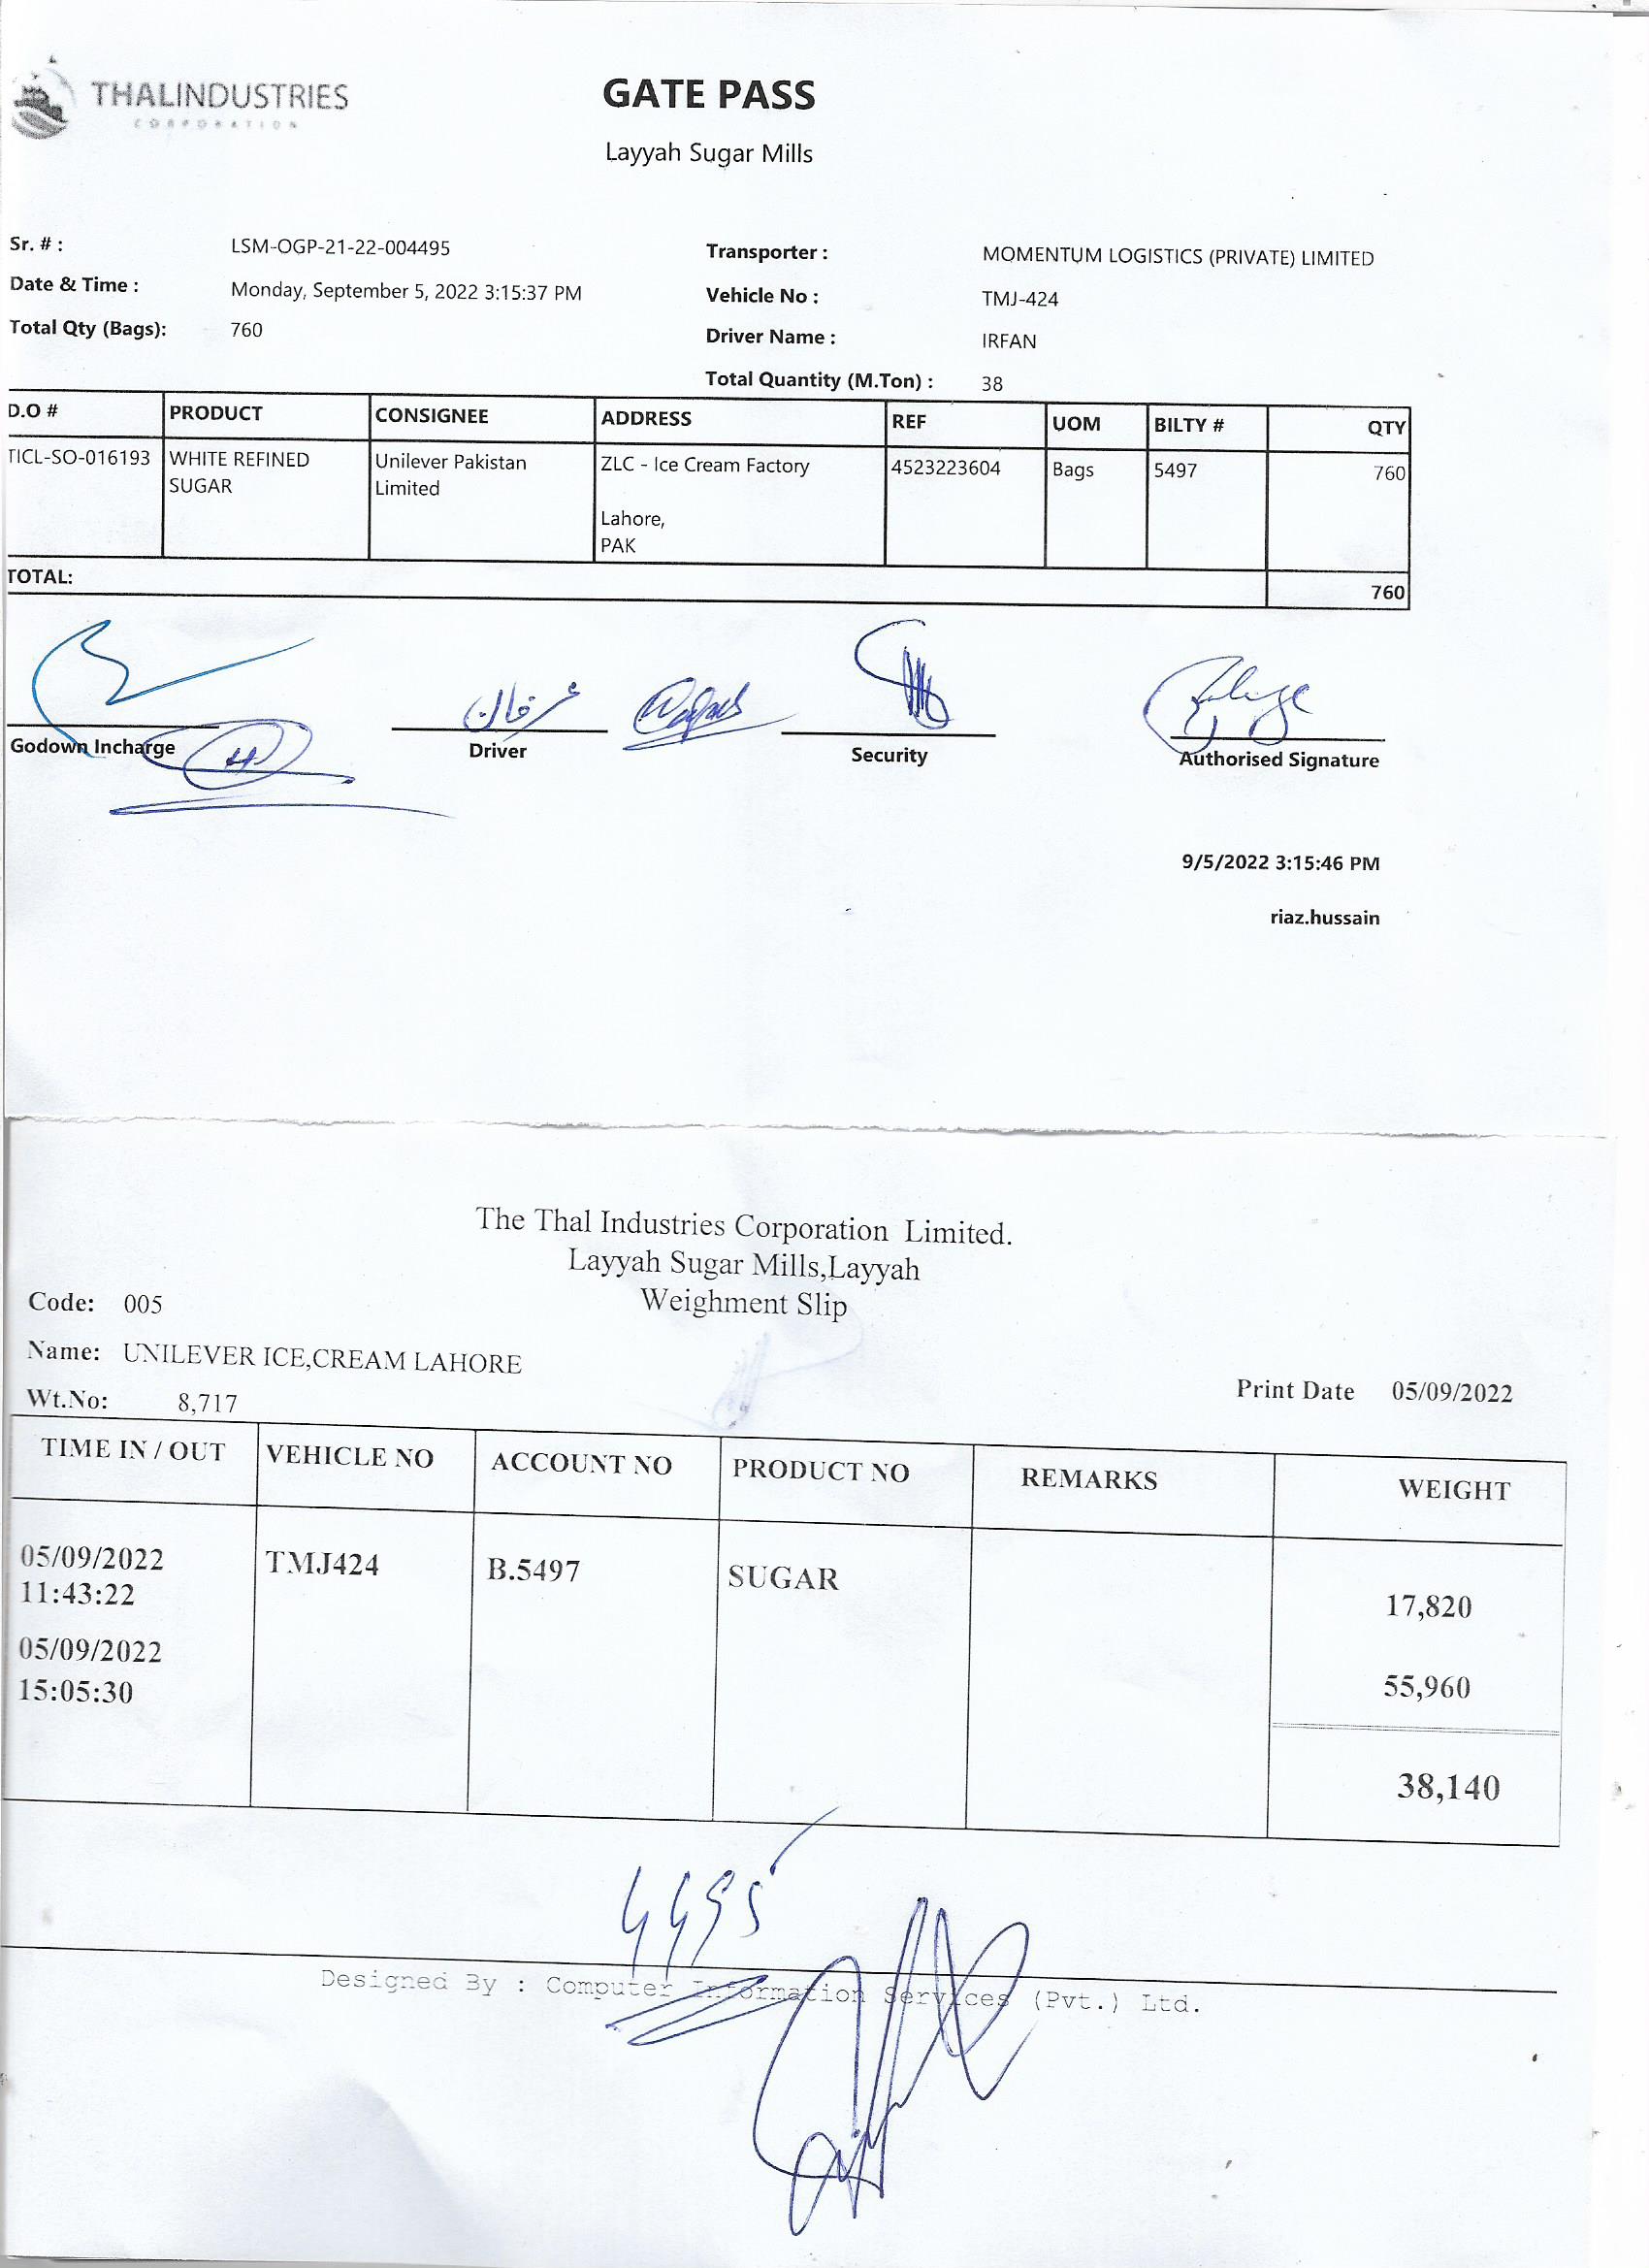 THALINDUSTRIES
CORPORATION
GATE PASS
Layyah Sugar Mills
Sr. # : LSM-OGP-21-22-004495
Date & Time : Monday, September 5, 2022 3:15:37 PM
Total Qty (Bags): 760
Transporter : MOMENTUM LOGISTICS (PRIVATE) LIMITED
Vehicle No : TMJ-424
Driver Name : IRFAN
Total Quantity (M.Ton) : 38
D.O # PRODUCT CONSIGNEE ADDRESS REF UOM BILTY # QTY
TICL-SO-016193 WHITE REFINED Unilever Pakistan ZLC - Ice Cream Factory 4523223604 Bags 5497 760
SUGAR Limited
Lahore,
PAK
TOTAL: 760
عرفان
Godown Incharge Driver Security Authorised Signature
9/5/2022 3:15:46 PM
riaz.hussain
The Thal Industries Corporation Limited.
Layyah Sugar Mills,Layyah
Weighment Slip
Code: 005
Name: UNILEVER ICE,CREAM LAHORE
Wt.No: 8,717
Print Date 05/09/2022
TIME IN / OUT VEHICLE NO ACCOUNT NO PRODUCT NO REMARKS WEIGHT
05/09/2022 TMJ424 B.5497 SUGAR
11:43:22 17,820
05/09/2022
15:05:30 55,960
38,140
4495
Designed By : Computer Information Services (Pvt.) Ltd.